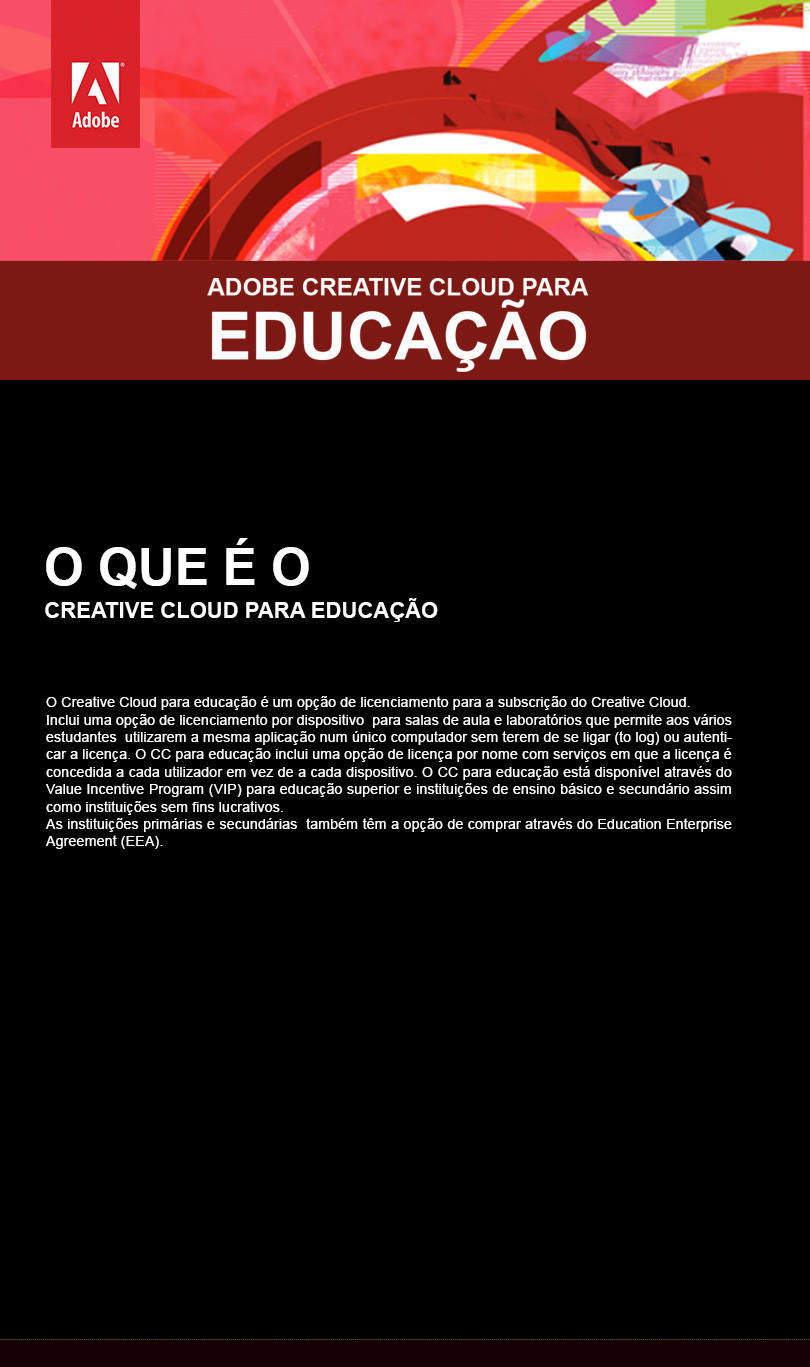 Adobe
ADOBE CREATIVE CLOUD PARA
EDUCAÇÃO
O QUE É O
CREATIVE CLOUD PARA EDUCAÇÃO
O Creative Cloud para educação é um opção de licenciamento para a subscrição do Creative Cloud.
Inclui uma opção de licenciamento por dispositivo  para salas de aula e laboratórios que permite aos vários
estudantes  utilizarem a mesma aplicação num único computador sem terem de se ligar (to log) ou autenti-
car a licença. O CC para educação inclui uma opção de licença por nome com serviços em que a licença é
concedida a cada utilizador em vez de a cada dispositivo. O CC para educação está disponível através do
Value Incentive Program (VIP) para educação superior e instituições de ensino básico e secundário assim
como instituições sem fins lucrativos.
As instituições primárias e secundárias  também têm a opção de comprar através do Education Enterprise
Agreement (EEA).